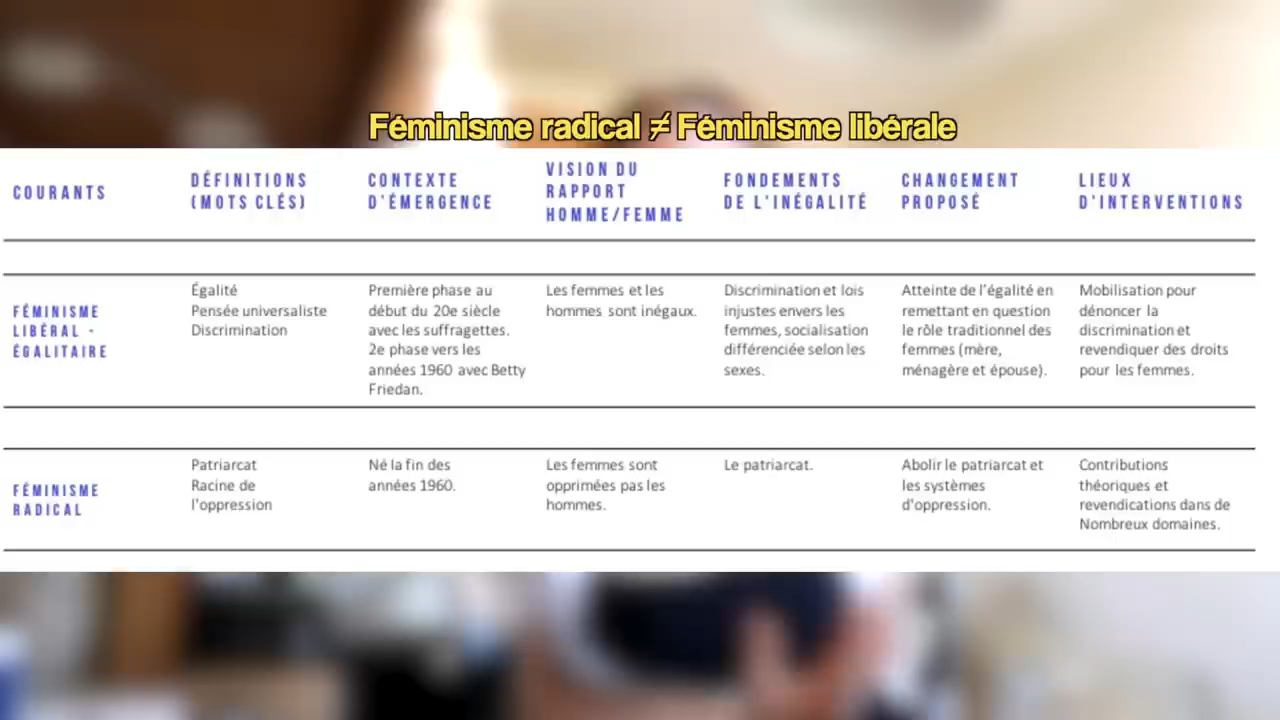 Féminisme radical ≠ Féminisme libérale
COURANTS
DÉFINITIONS
(MOTS CLÉS)
CONTEXTE
D'ÉMERGENCE
VISION DU
RAPPORT
HOMME/FEMME
FONDEMENTS
DE L'INÉGALITÉ
CHANGEMENT
PROPOSÉ
LIEUX
D'INTERVENTIONS
FÉMINISME
LIBÉRAL -
ÉGALITAIRE
Égalité
Pensée universaliste
Discrimination
Première phase au
début du 20e siècle
avec les suffragettes.
2e phase vers les
années 1960 avec Betty
Friedan.
Les femmes et les
hommes sont inégaux.
Discrimination et lois
injustes envers les
femmes, socialisation
différenciée selon les
sexes.
Atteinte de l'égalité en
remettant en question
le rôle traditionnel des
femmes (mère,
ménagère et épouse).
Mobilisation pour
dénoncer la
discrimination et
revendiquer des droits
pour les femmes.
FÉMINISME
RADICAL
Patriarcat
Racine de
l'oppression
Né la fin des
années 1960.
Les femmes sont
opprimées pas les
hommes.
Le patriarcat.
Abolir le patriarcat et
les systèmes
d'oppression.
Contributions
théoriques et
revendications dans de
Nombreux domaines.